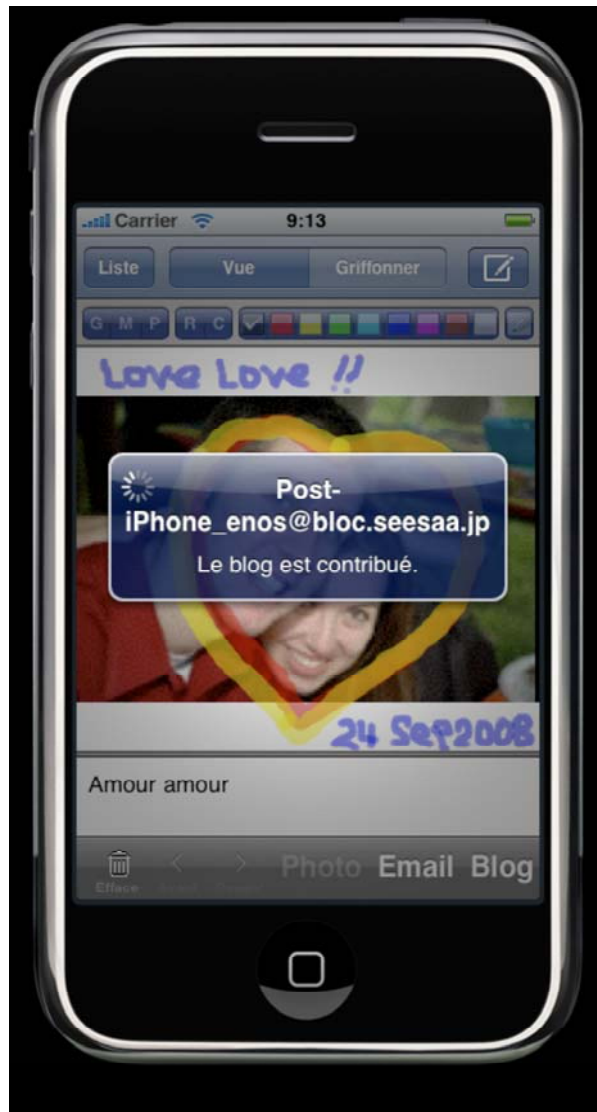 Carrier 9:13
Liste Vue Griffonner
G M P R C
Love Love !!
Post-
iPhone_enos@bloc.seesaa.jp
Le blog est contribué.
24 Sep2008
Amour amour
Photo Email Blog
Efface